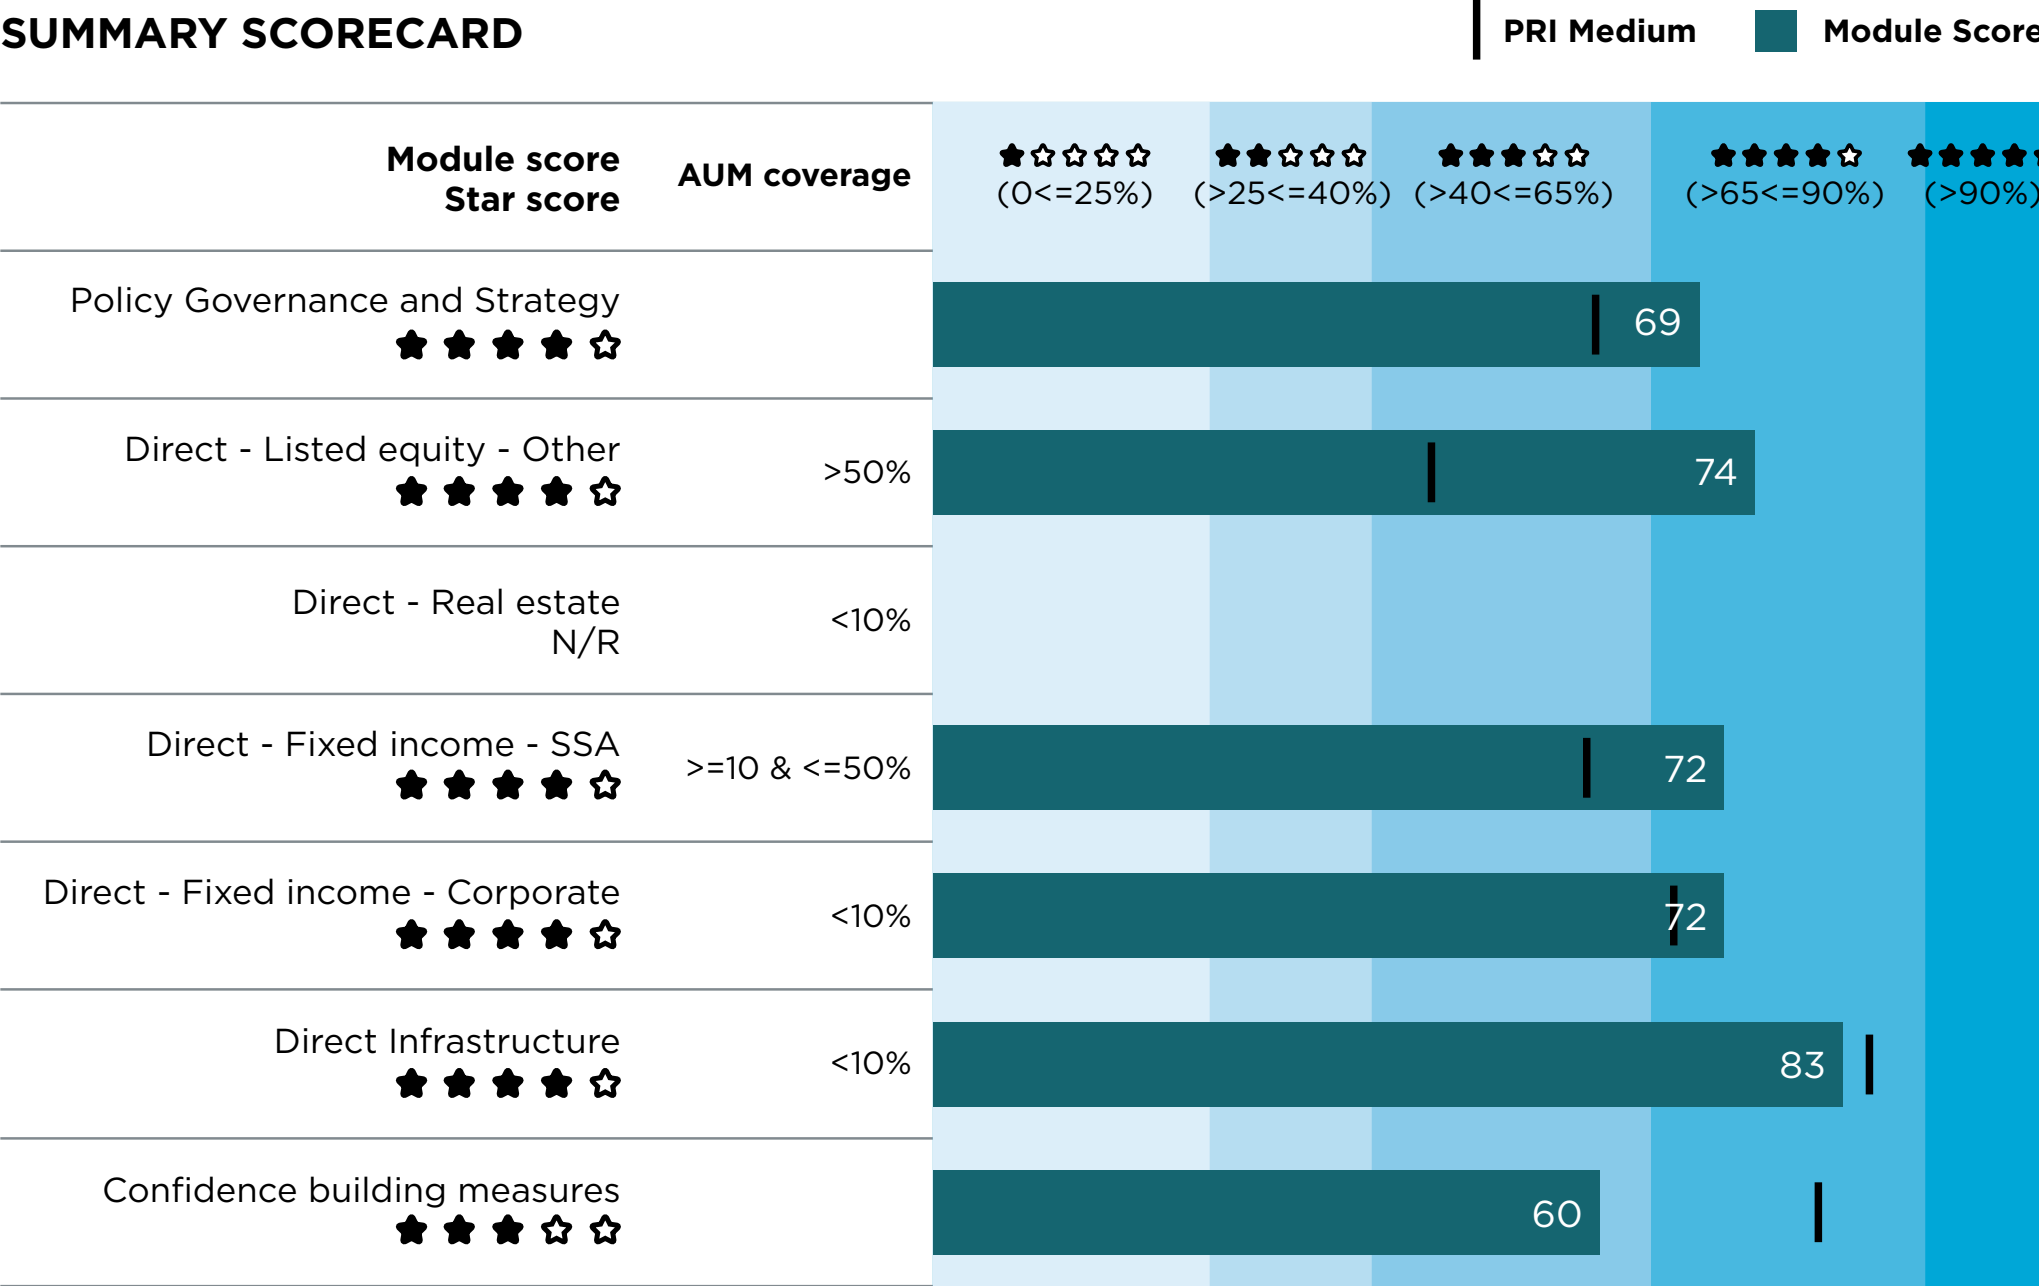 SUMMARY SCORECARD
PRI Medium
Module Score
Module score
Star score
AUM coverage
(0<=25%)
(>25<=40%)
(>40<=65%)
(>65<=90%)
(>90%)
Policy Governance and Strategy
69
Direct - Listed equity - Other
>50%
74
Direct - Real estate
N/R
<10%
Direct - Fixed income - SSA
>=10 & <=50%
72
Direct - Fixed income - Corporate
<10%
72
Direct Infrastructure
<10%
83
Confidence building measures
60